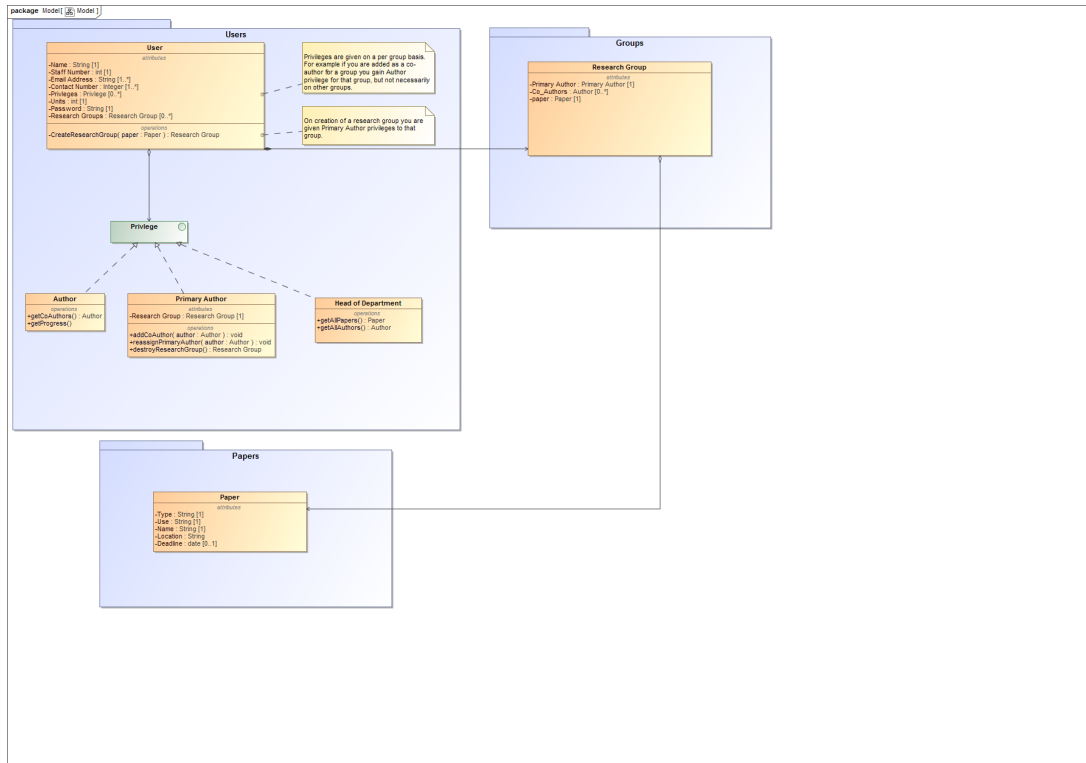 package Model[ Model ]
Users
User
attributes
-Name : String [1]
-Staff Number : int [1]
-Email Address : String [1..*]
-Contact Number : Integer [1..*]
-Privileges : Privilege [0..*]
-Units : int [1]
-Password : String [1]
-Research Groups : Research Group [0..*]
operations
-CreateResearchGroup( paper : Paper ) : Research Group
Privileges are given on a per group basis.
For example if you are added as a co-
author for a group you gain Author
privilege for that group, but not necessarily
on other groups.
On creation of a research group you are
given Primary Author privileges to that
group.
Privlege
Author
operations
+getCoAuthors() : Author
+getProgress()
Primary Author
attributes
-Research Group : Research Group [1]
operations
+addCoAuthor( author : Author ) : void
+reassignPrimaryAuthor( author : Author ) : void
+destroyResearchGroup() : Research Group
Head of Department
operations
+getAllPapers() : Paper
+getAllAuthors() : Author
Groups
Research Group
attributes
-Primary Author : Primary Author [1]
-Co_Authors : Author [0..*]
-paper : Paper [1]
Papers
Paper
attributes
-Type : String [1]
-Use : String [1]
-Name : String [1]
-Location : String
-Deadline : date [0..1]